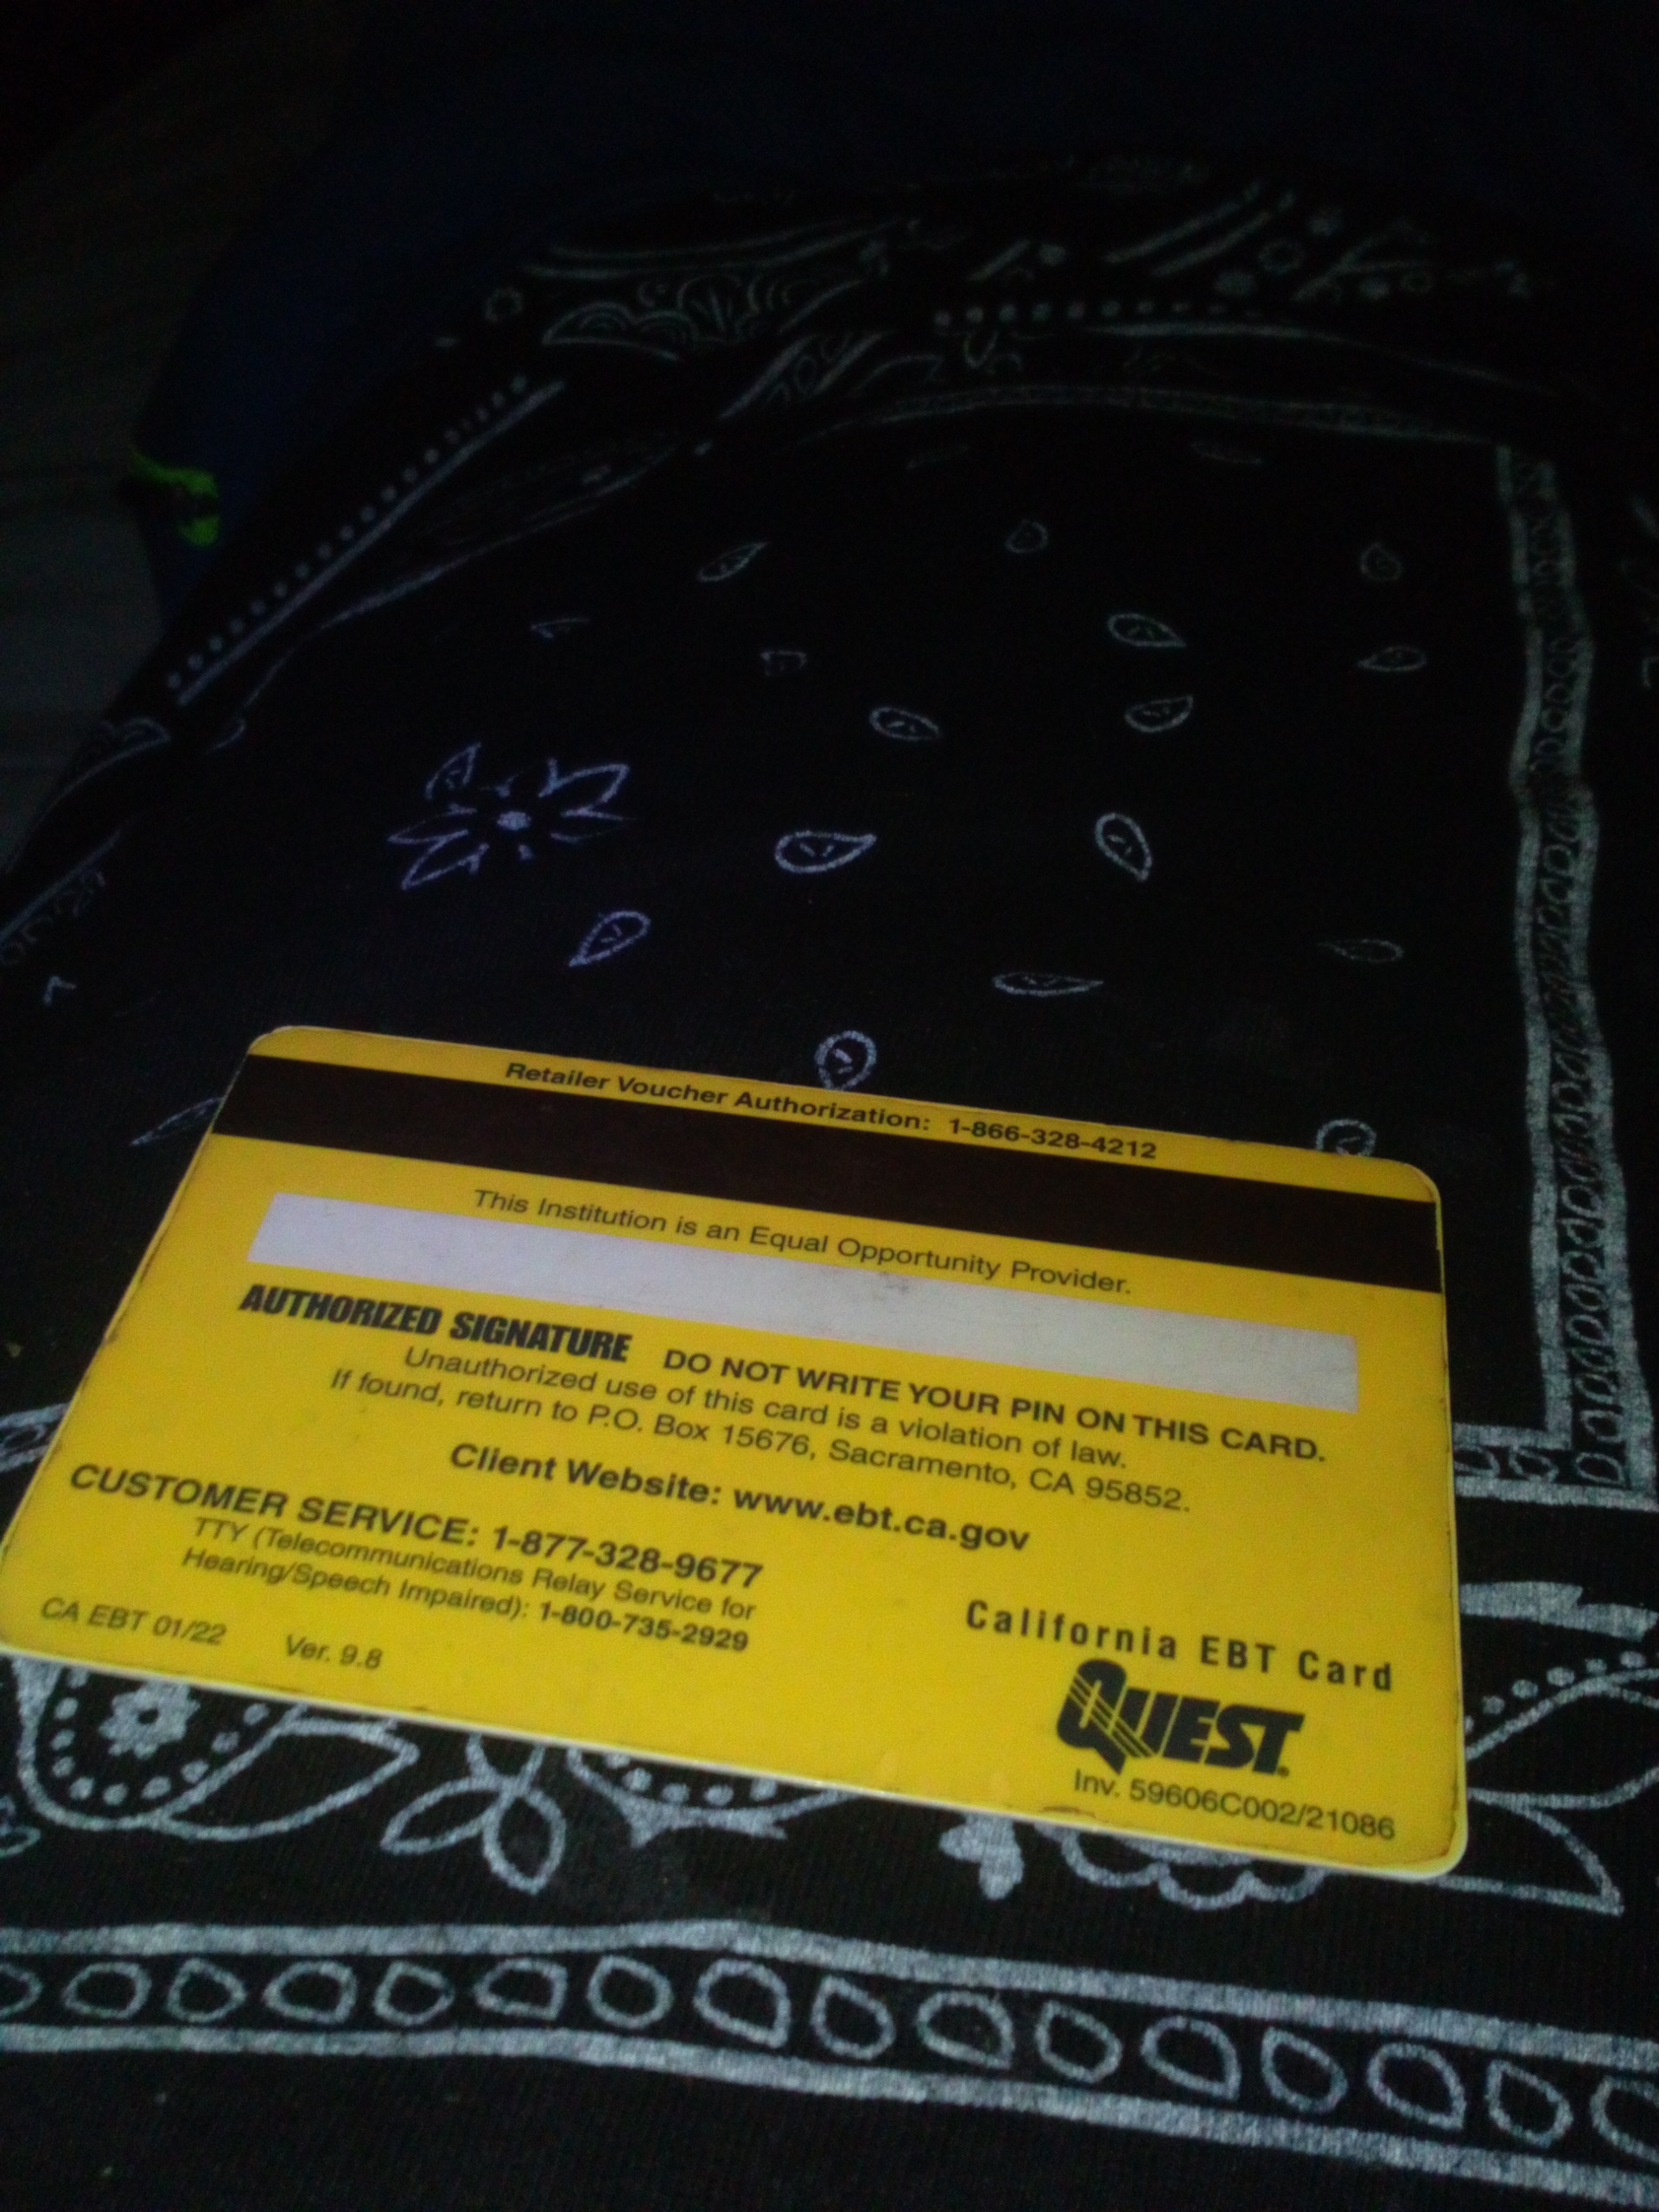 Retailer Voucher Authorization: 1-866-328-4212
This Institution is an Equal Opportunity Provider.
AUTHORIZED SIGNATURE DO NOT WRITE YOUR PIN ON THIS CARD.
Unauthorized use of this card is a violation of law.
If found, return to P.O. Box 15676, Sacramento, CA 95852.
Client Website: www.ebt.ca.gov
CUSTOMER SERVICE: 1-877-328-9677
TTY (Telecommunications Relay Service for
Hearing/Speech Impaired): 1-800-735-2929
CA EBT 01/22 Ver. 9.8
California EBT Card
QUEST
Inv. 59606C002/21086